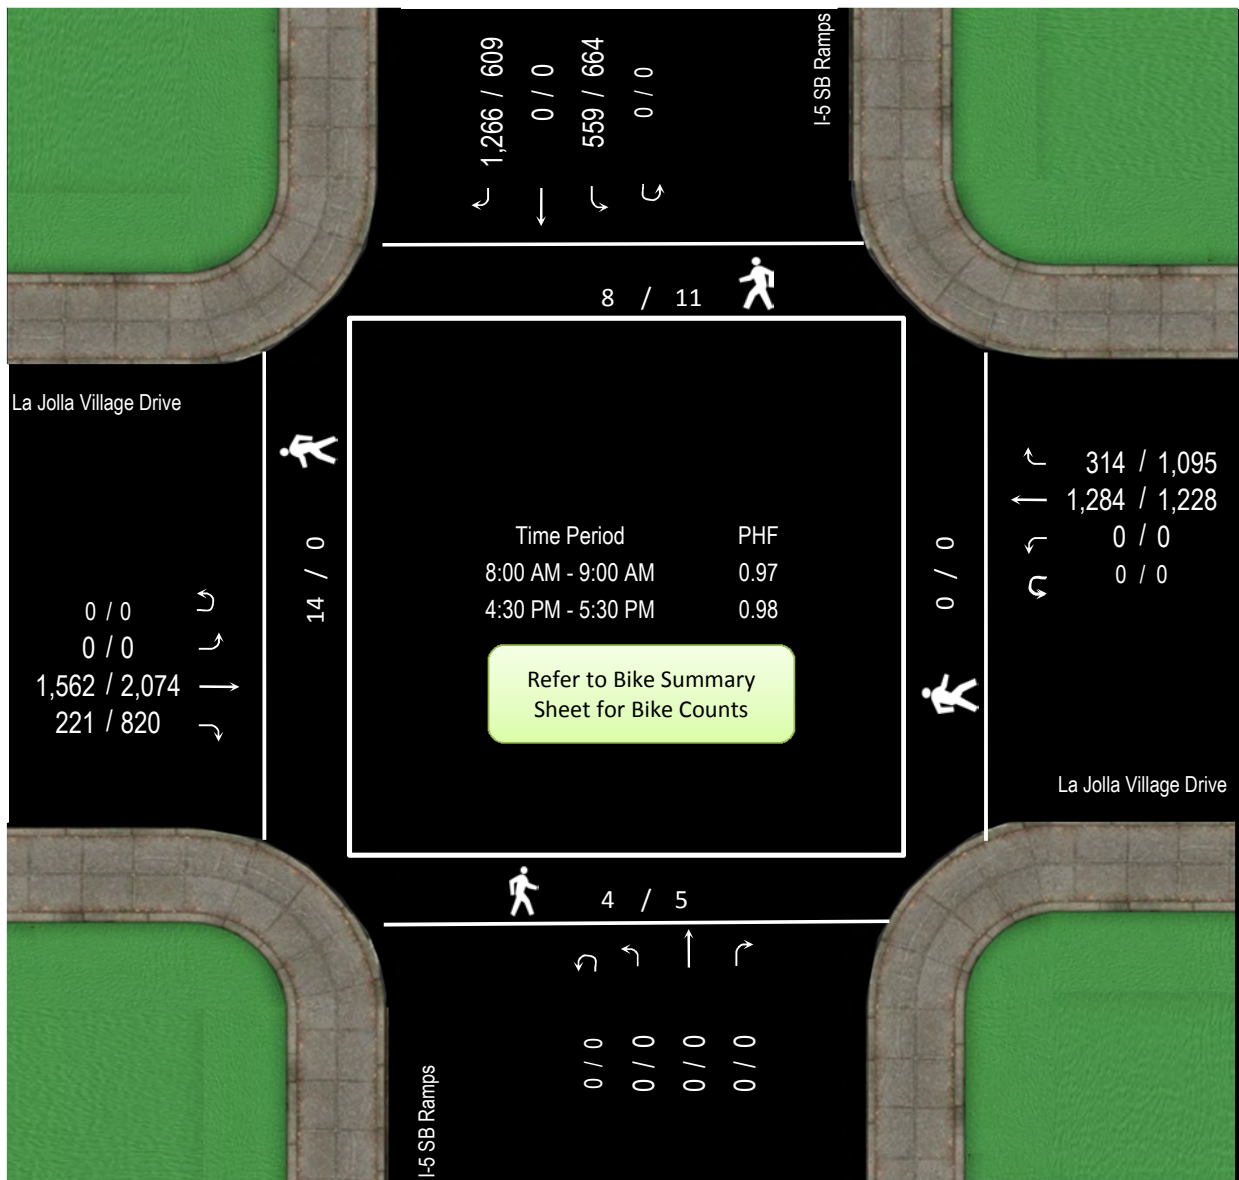 I-5 SB Ramps
1,266 / 609
0 / 0
559 / 664
0 / 0
8 / 11
La Jolla Village Drive
14 / 0
0 / 0
0 / 0
1,562 / 2,074
221 / 820
Time Period PHF
8:00 AM - 9:00 AM 0.97
4:30 PM - 5:30 PM 0.98
Refer to Bike Summary
Sheet for Bike Counts
0 / 0
314 / 1,095
1,284 / 1,228
0 / 0
0 / 0
La Jolla Village Drive
4 / 5
0 / 0
0 / 0
0 / 0
0 / 0
I-5 SB Ramps